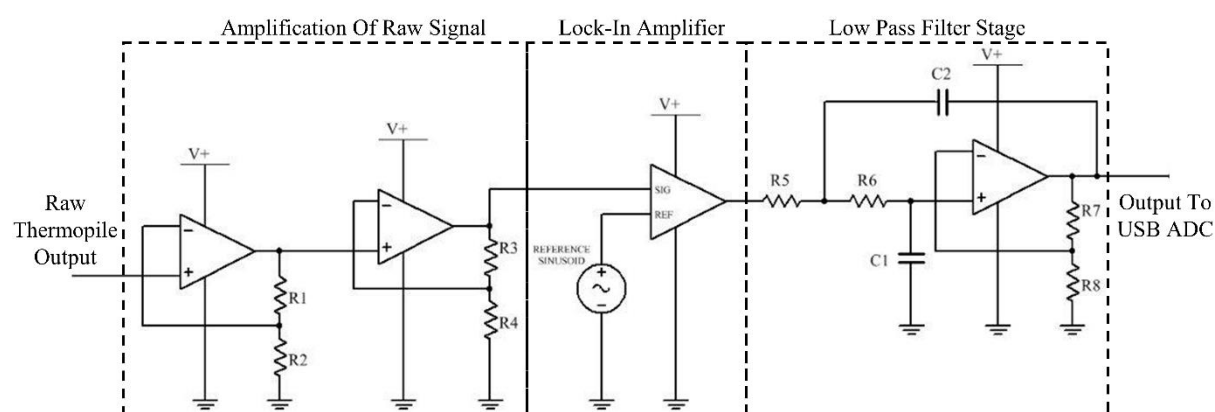 Amplification Of Raw Signal
Lock-In Amplifier
Low Pass Filter Stage
Raw
Thermopile
Output
V+
R1
R2
V+
R3
R4
V+
SIG
REF
REFERENCE
SINUSOID
R5
R6
C1
C2
V+
R7
R8
Output To
USB ADC